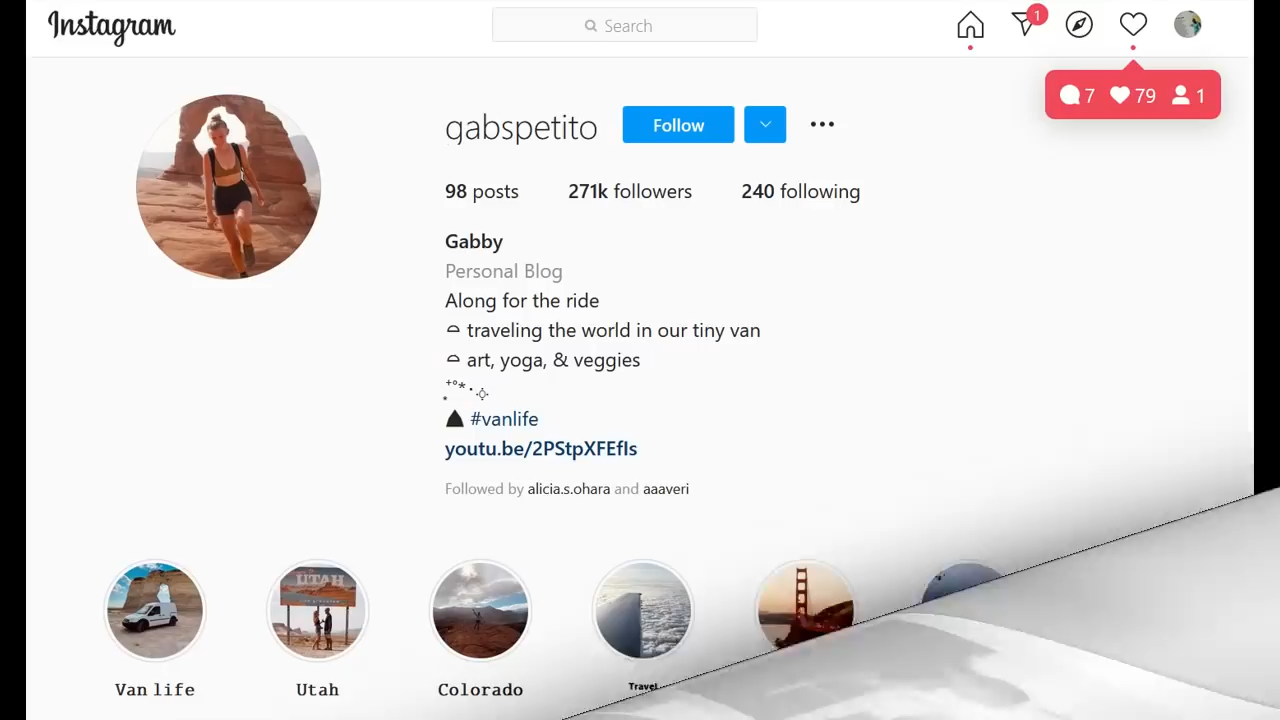 Instagram
Search
1
7 79 1
gabspetito Follow
98 posts 271k followers 240 following
Gabby
Personal Blog
Along for the ride
traveling the world in our tiny van
art, yoga, & veggies
#vanlife
youtu.be/2PStpXFEfIs
Followed by alicia.s.ohara and aaaveri
UTAH
Van life Utah Colorado Travel